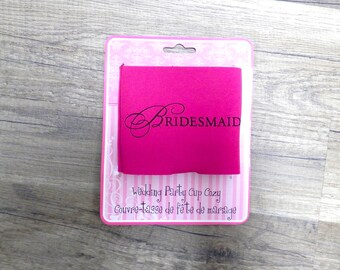 BRIDESMAID
Wedding Party Cup Cozy
Couvre-tasse de fête de mariage